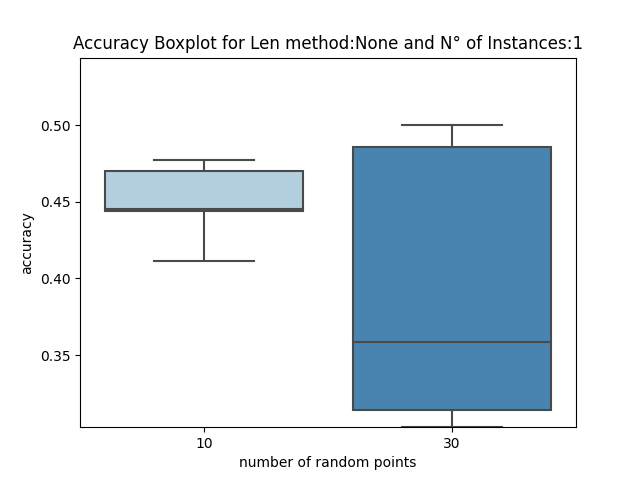 Accuracy Boxplot for Len method:None and N° of Instances:1
0.50
0.45
0.40
0.35
accuracy
10
30
number of random points